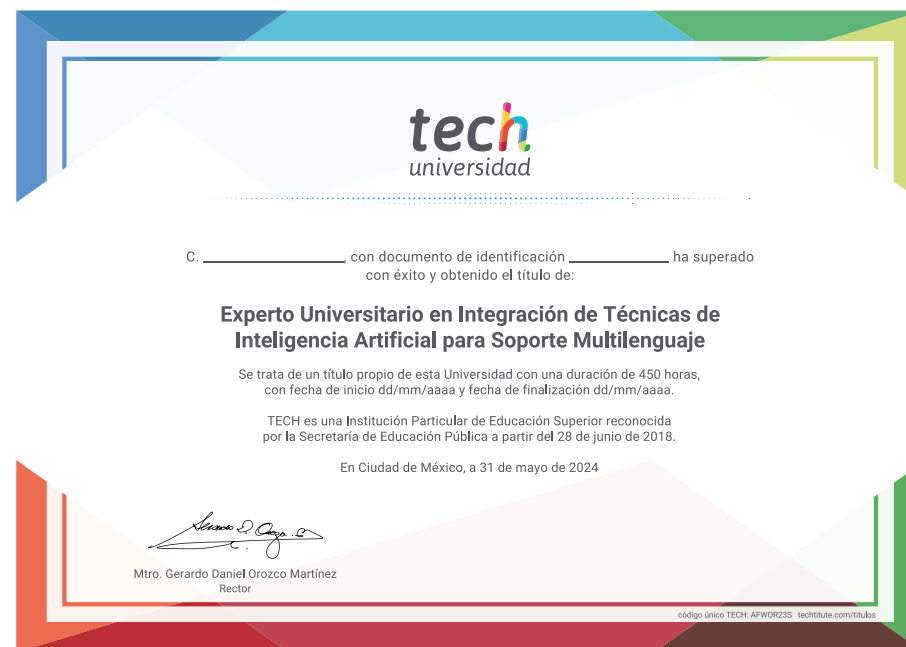 tech
universidad
C. ____________, con documento de identificación ____________ ha superado
con éxito y obtenido el título de:
Experto Universitario en Integración de Técnicas de
Inteligencia Artificial para Soporte Multilenguaje
Se trata de un título propio de esta Universidad con una duración de 450 horas,
con fecha de inicio dd/mm/aaaa y fecha de finalización dd/mm/aaaa.
TECH es una Institución Particular de Educación Superior reconocida
por la Secretaría de Educación Pública a partir del 28 de junio de 2018.
En Ciudad de México, a 31 de mayo de 2024
Mtro. Gerardo Daniel Orozco Martínez
Rector
código único TECH: AFWOR23S techtitute.com/titulos